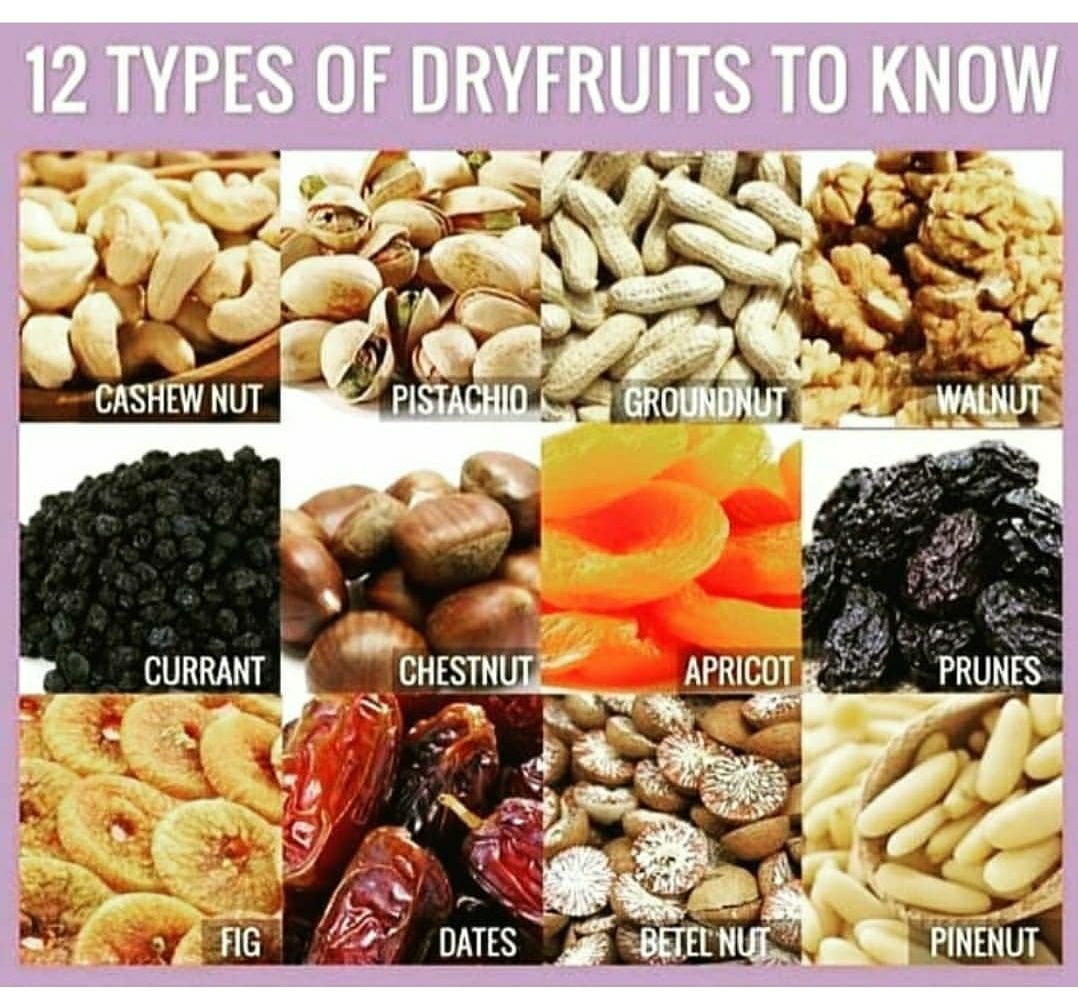 12 TYPES OF DRYFRUITS TO KNOW
CASHEW NUT
PISTACHIO
GROUNDNUT
WALNUT
CURRANT
CHESTNUT
APRICOT
PRUNES
FIG
DATES
BETEL NUT
PINENUT